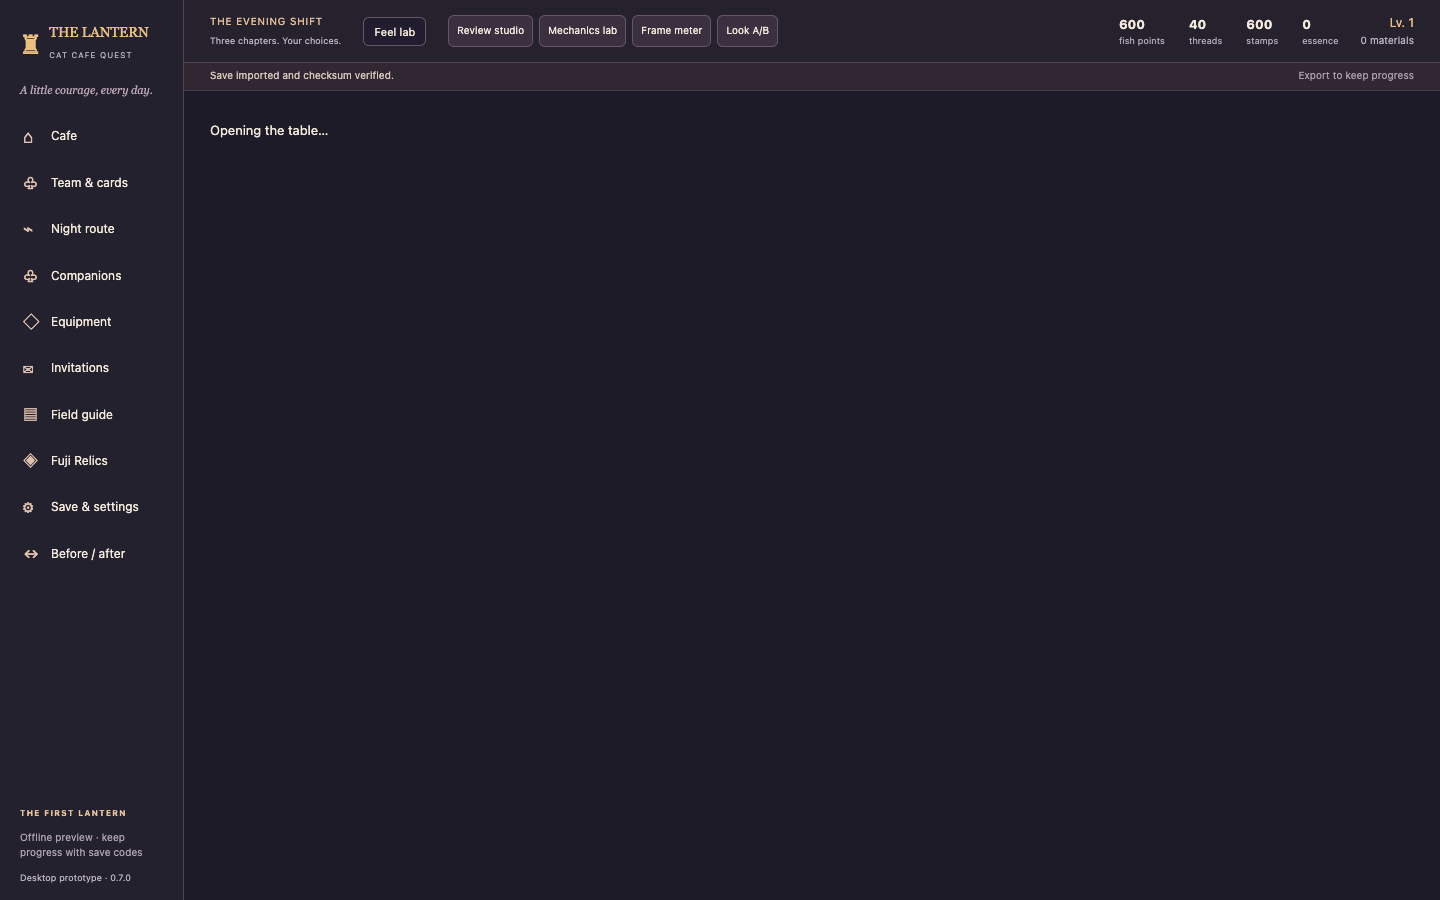 THE LANTERN
CAT CAFE QUEST
A little courage, every day.
Cafe
Team & cards
Night route
Companions
Equipment
Invitations
Field guide
Fuji Relics
Save & settings
Before / after
THE FIRST LANTERN
Offline preview · keep
progress with save codes
Desktop prototype · 0.7.0
THE EVENING SHIFT
Three chapters. Your choices.
Feel lab
Review studio
Mechanics lab
Frame meter
Look A/B
600
fish points
40
threads
600
stamps
0
essence
Lv. 1
0 materials
Save imported and checksum verified.
Export to keep progress
Opening the table…